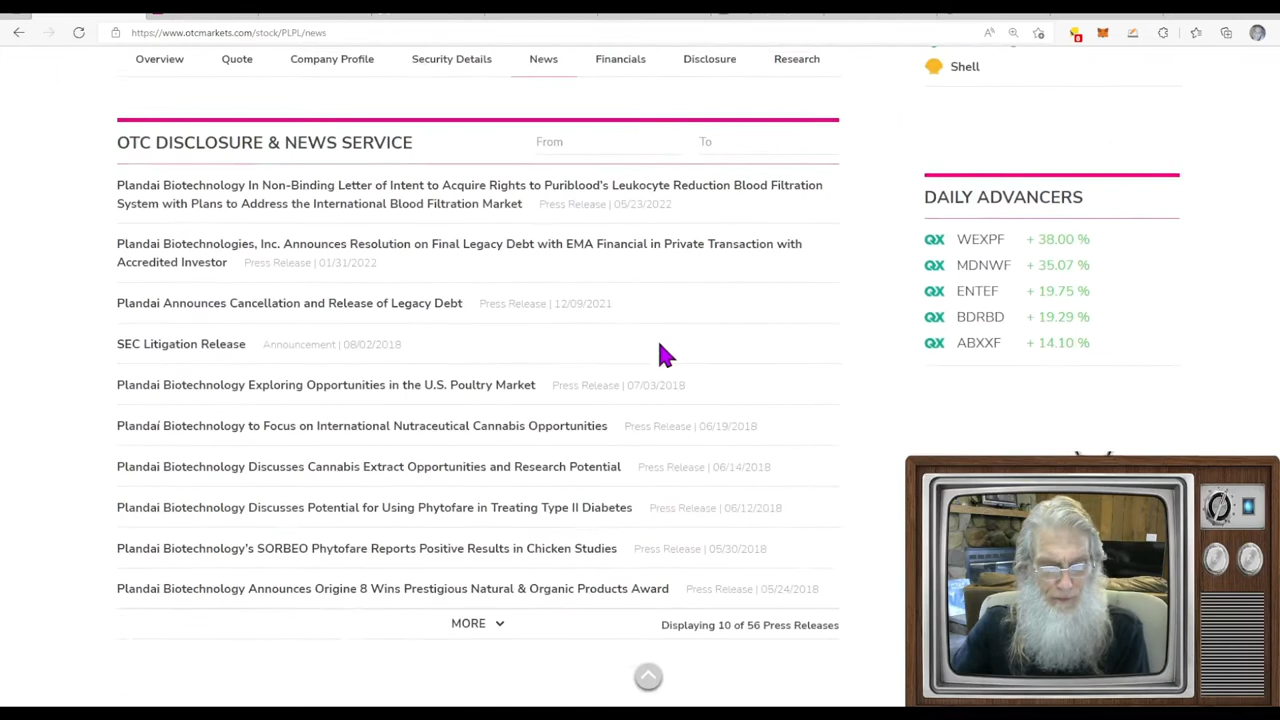 https://www.otcmarkets.com/stock/PLPL/news
Overview Quote Company Profile Security Details News Financials Disclosure Research
Shell
OTC DISCLOSURE & NEWS SERVICE From To
Plandai Biotechnology In Non-Binding Letter of Intent to Acquire Rights to Puriblood's Leukocyte Reduction Blood Filtration
System with Plans to Address the International Blood Filtration Market Press Release | 05/23/2022
Plandai Biotechnologies, Inc. Announces Resolution on Final Legacy Debt with EMA Financial in Private Transaction with
Accredited Investor Press Release | 01/31/2022
Plandai Announces Cancellation and Release of Legacy Debt Press Release | 12/09/2021
SEC Litigation Release Announcement | 08/02/2018
Plandai Biotechnology Exploring Opportunities in the U.S. Poultry Market Press Release | 07/03/2018
Plandaí Biotechnology to Focus on International Nutraceutical Cannabis Opportunities Press Release | 06/19/2018
Plandai Biotechnology Discusses Cannabis Extract Opportunities and Research Potential Press Release | 06/14/2018
Plandai Biotechnology Discusses Potential for Using Phytofare in Treating Type II Diabetes Press Release | 06/12/2018
Plandai Biotechnology's SORBEO Phytofare Reports Positive Results in Chicken Studies Press Release | 05/30/2018
Plandai Biotechnology Announces Origine 8 Wins Prestigious Natural & Organic Products Award Press Release | 05/24/2018
MORE Displaying 10 of 56 Press Releases
DAILY ADVANCERS
QX WEXPF + 38.00 %
QX MDNWF + 35.07 %
QX ENTEF + 19.75 %
QX BDRBD + 19.29 %
QX ABXXF + 14.10 %